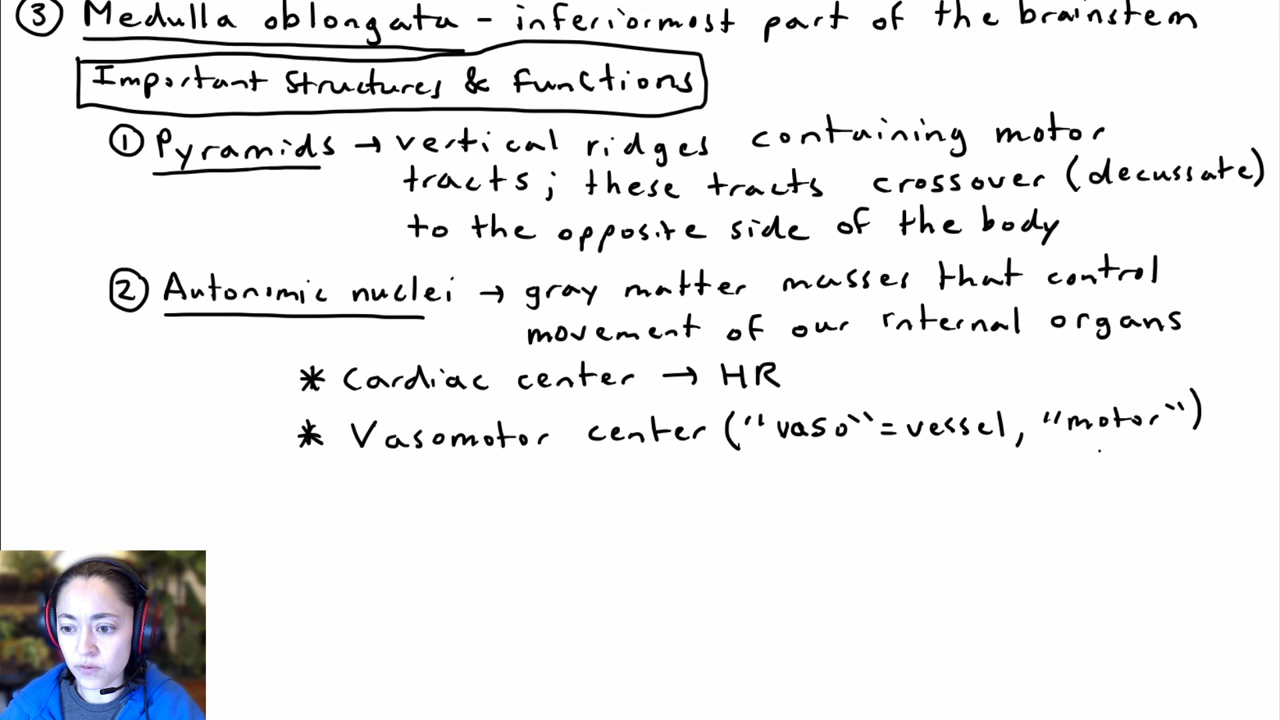 ③ Medulla oblongata - inferiormost part of the brainstem
Important Structures & Functions
① Pyramids → vertical ridges containing motor
tracts; these tracts crossover (decussate)
to the opposite side of the body
② Autonomic nuclei → gray matter masses that control
movement of our internal organs
* Cardiac center → HR
* Vasomotor center ("vaso"=vessel, "motor")